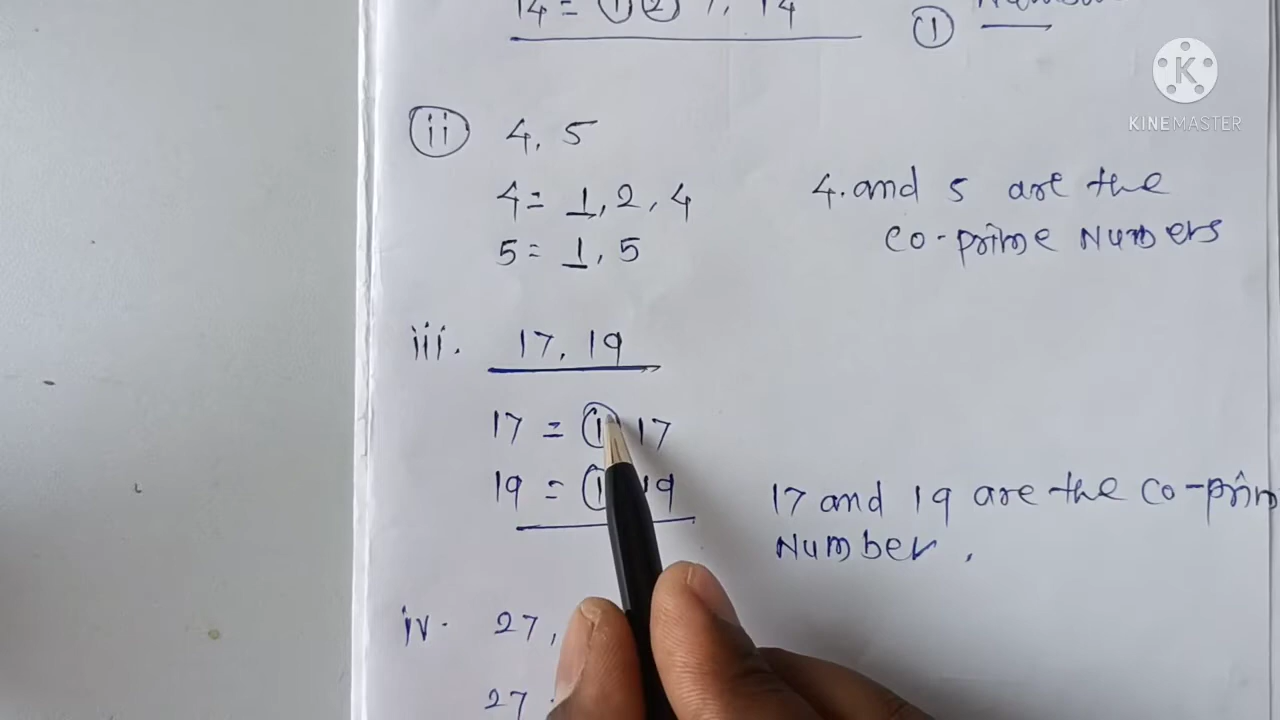 14 = 1 2 7, 14
1
ii 4, 5
4 = 1, 2, 4
5 = 1, 5
4. and 5 are the
co-prime Numbers
iii. 17, 19
17 = 1 17
19 = 1 19
17 and 19 are the co-prim
Number.
iv. 27,
27
KINEMASTER